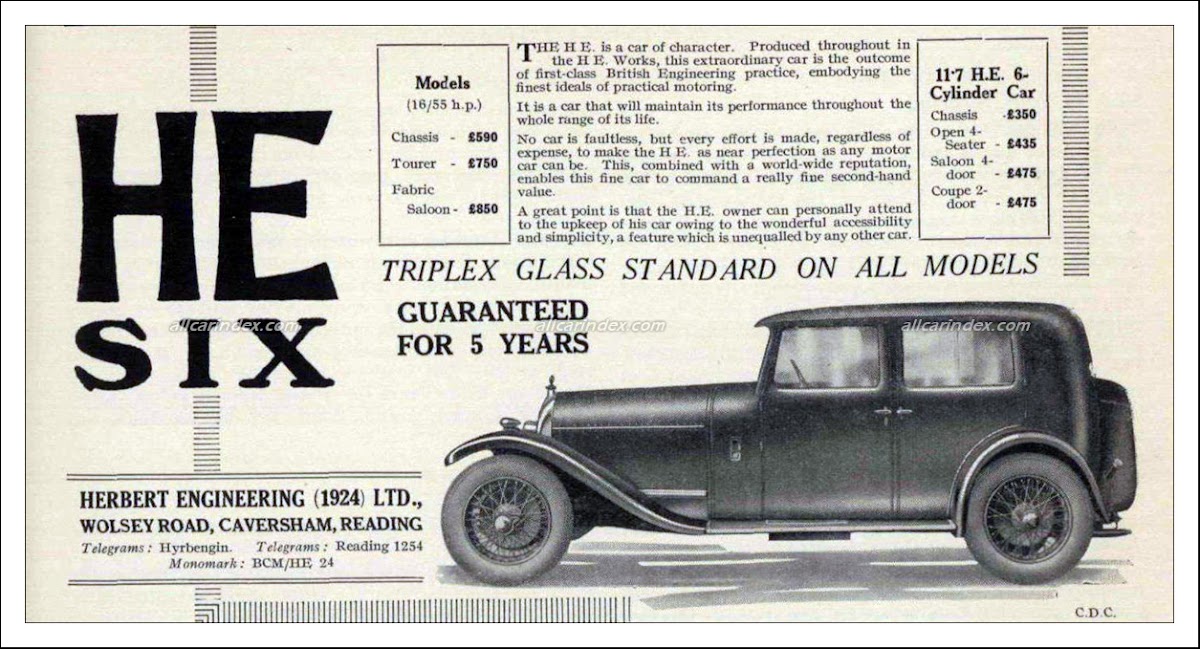 HE
SIX
Models
(16/55 h.p.)
Chassis - £590
Tourer - £750
Fabric
Saloon - £850
THE H E. is a car of character. Produced throughout in
the H E. Works, this extraordinary car is the outcome
of first-class British Engineering practice, embodying the
finest ideals of practical motoring.
It is a car that will maintain its performance throughout the
whole range of its life.
No car is faultless, but every effort is made, regardless of
expense, to make the H E. as near perfection as any motor
car can be. This, combined with a world-wide reputation,
enables this fine car to command a really fine second-hand
value.
A great point is that the H.E. owner can personally attend
to the upkeep of his car owing to the wonderful accessibility
and simplicity, a feature which is unequalled by any other car.
11·7 H.E. 6-
Cylinder Car
Chassis -£350
Open 4-
Seater - £435
Saloon 4-
door - £475
Coupe 2-
door - £475
TRIPLEX GLASS STANDARD ON ALL MODELS
GUARANTEED
FOR 5 YEARS
allcarindex.com allcarindex.com allcarindex.com
HERBERT ENGINEERING (1924) LTD.,
WOLSEY ROAD, CAVERSHAM, READING
Telegrams: Hyrbengin. Telegrams: Reading 1254
Monomark: BCM/HE 24
C.D.C.